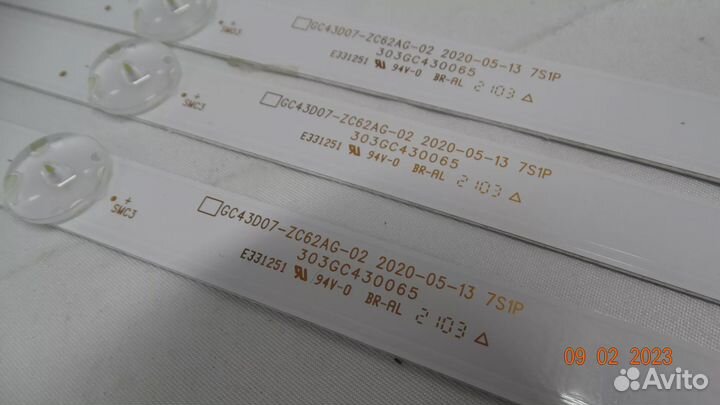 GC43D07-ZC62AG-02 2020-05-13 7S1P
303GC430065
SMC3
E331251 94V-0 BR-AL 2103
GC43D07-ZC62AG-02 2020-05-13 7S1P
303GC430065
SMC3
E331251 94V-0 BR-AL 2103
GC43D07-ZC62AG-02 2020-05-13 7S1P
303GC430065
SMC3
E331251 94V-0 BR-AL 2103
09 02 2023
Avito